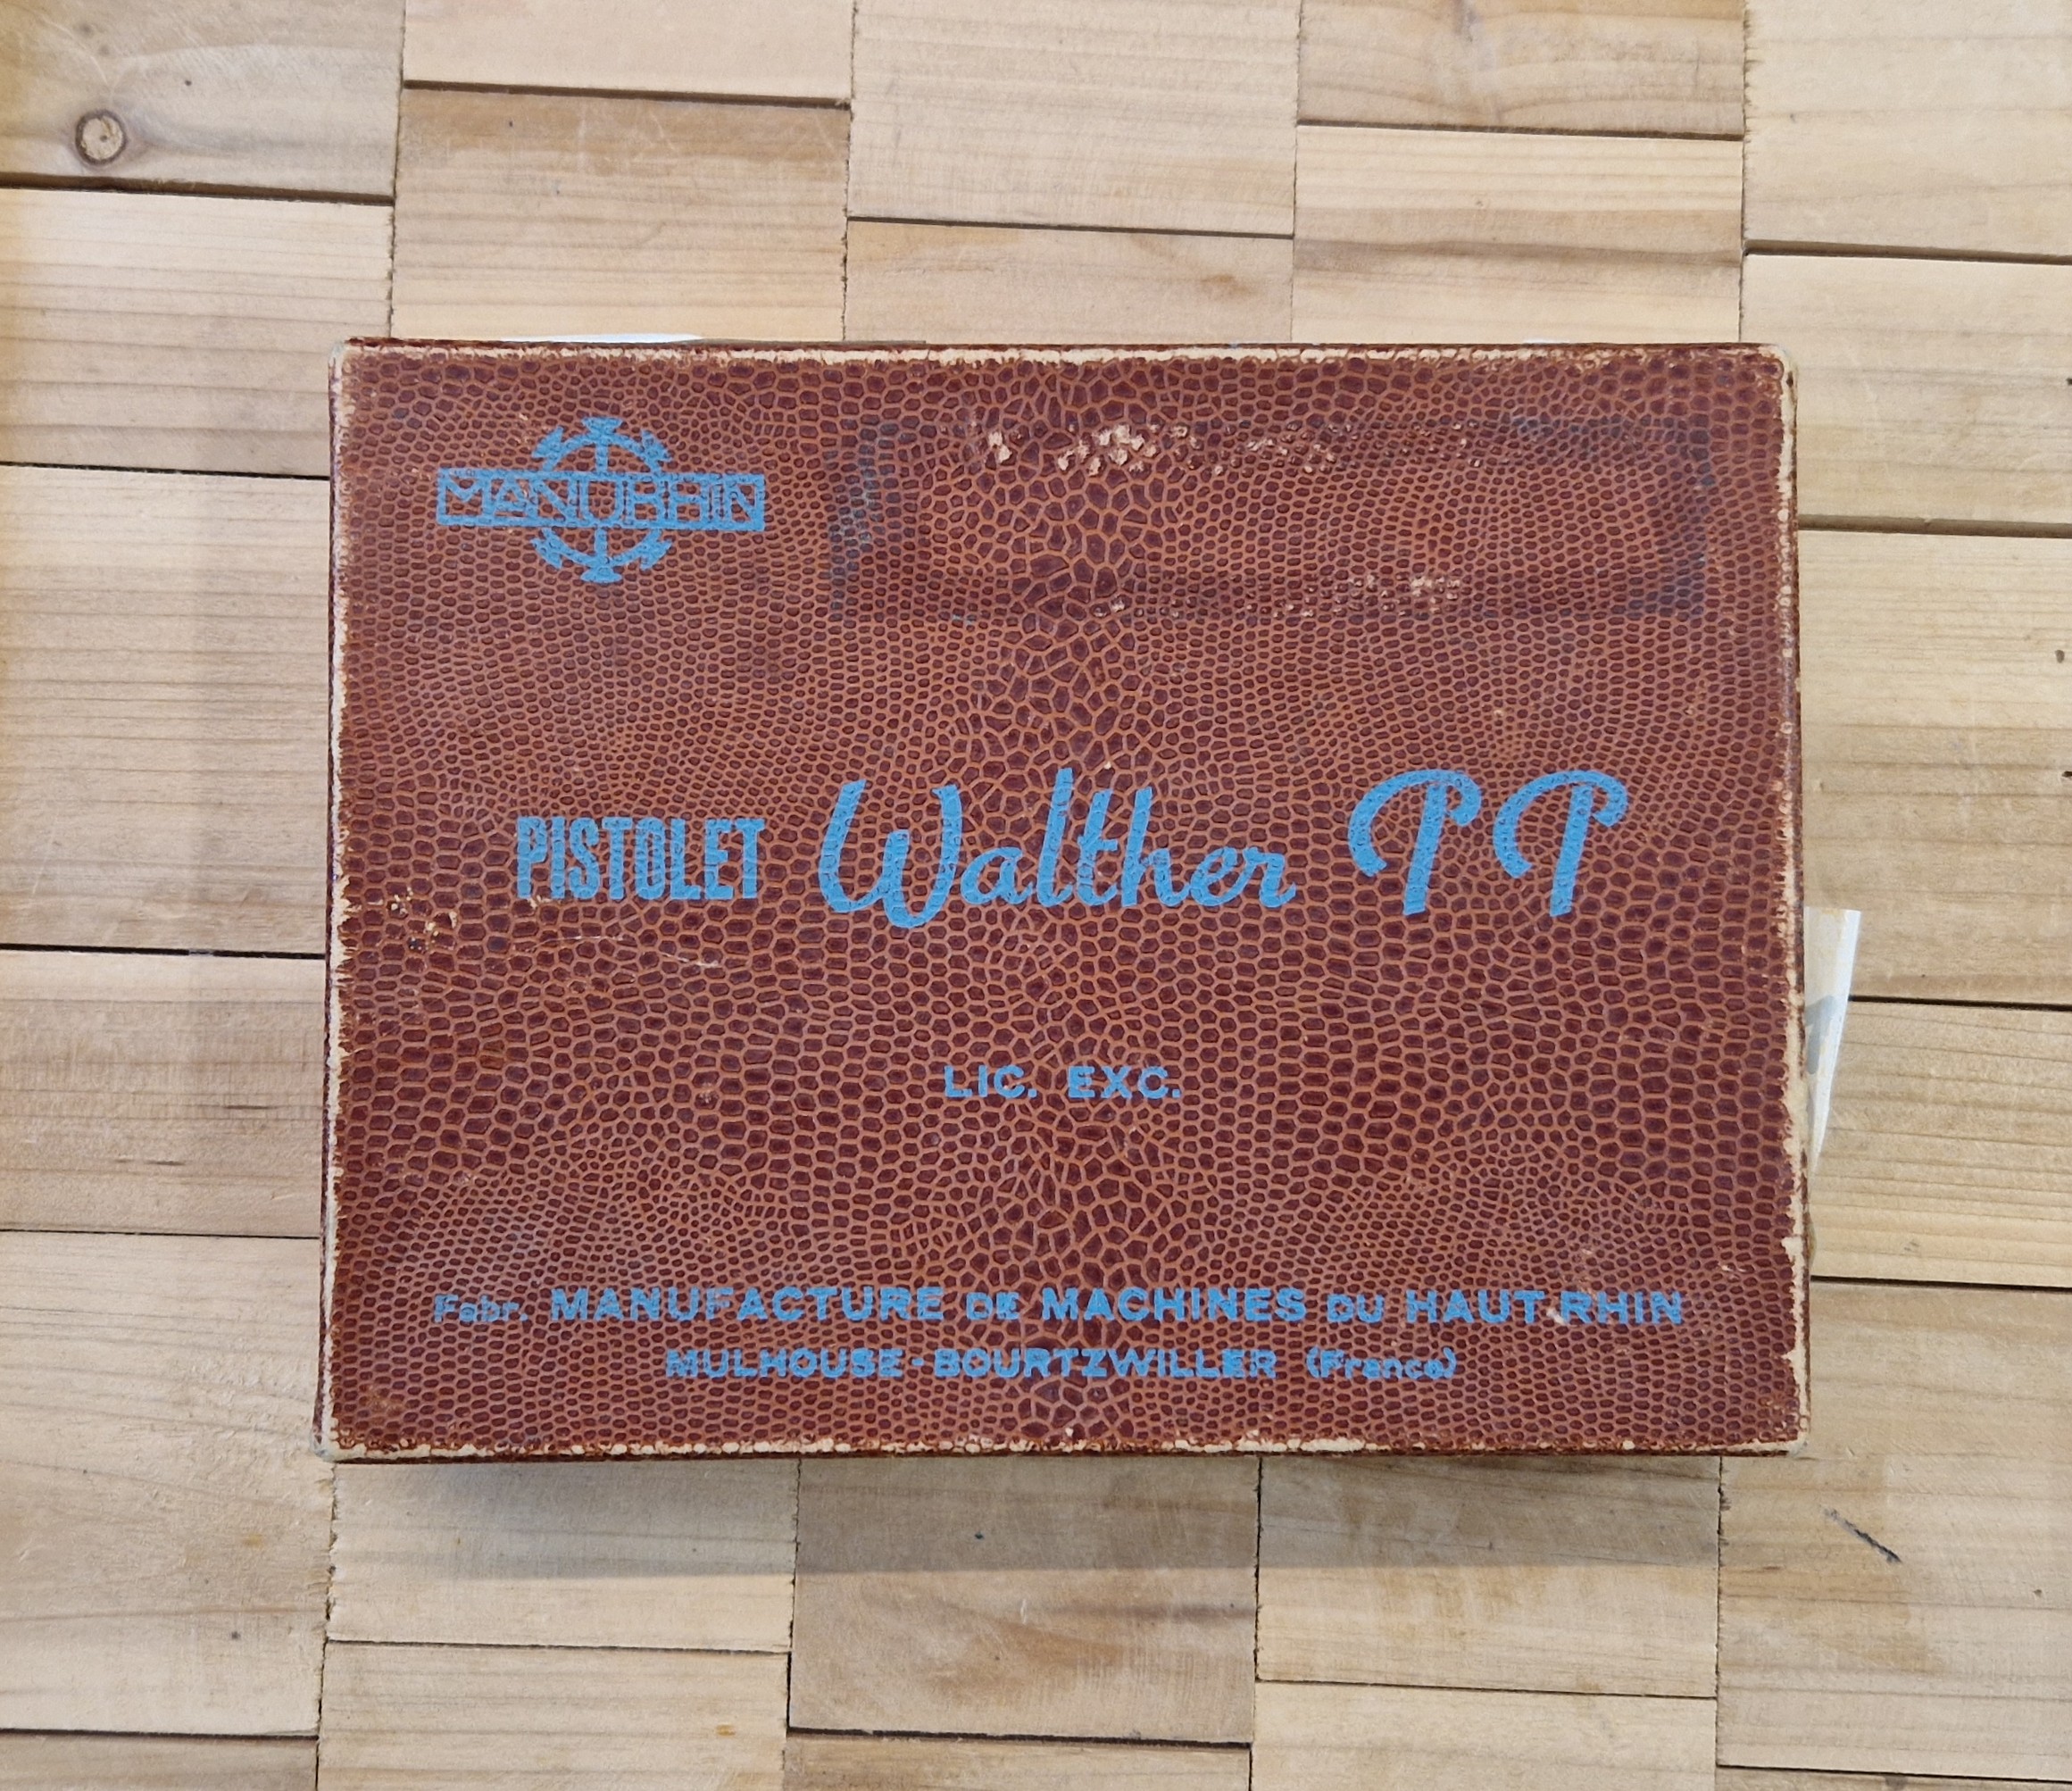 MANURHIN
PISTOLET Walther PP
LIC. EXC.
Fabr. MANUFACTURE DE MACHINES DU HAUT-RHIN
MULHOUSE - BOURTZWILLER (France)